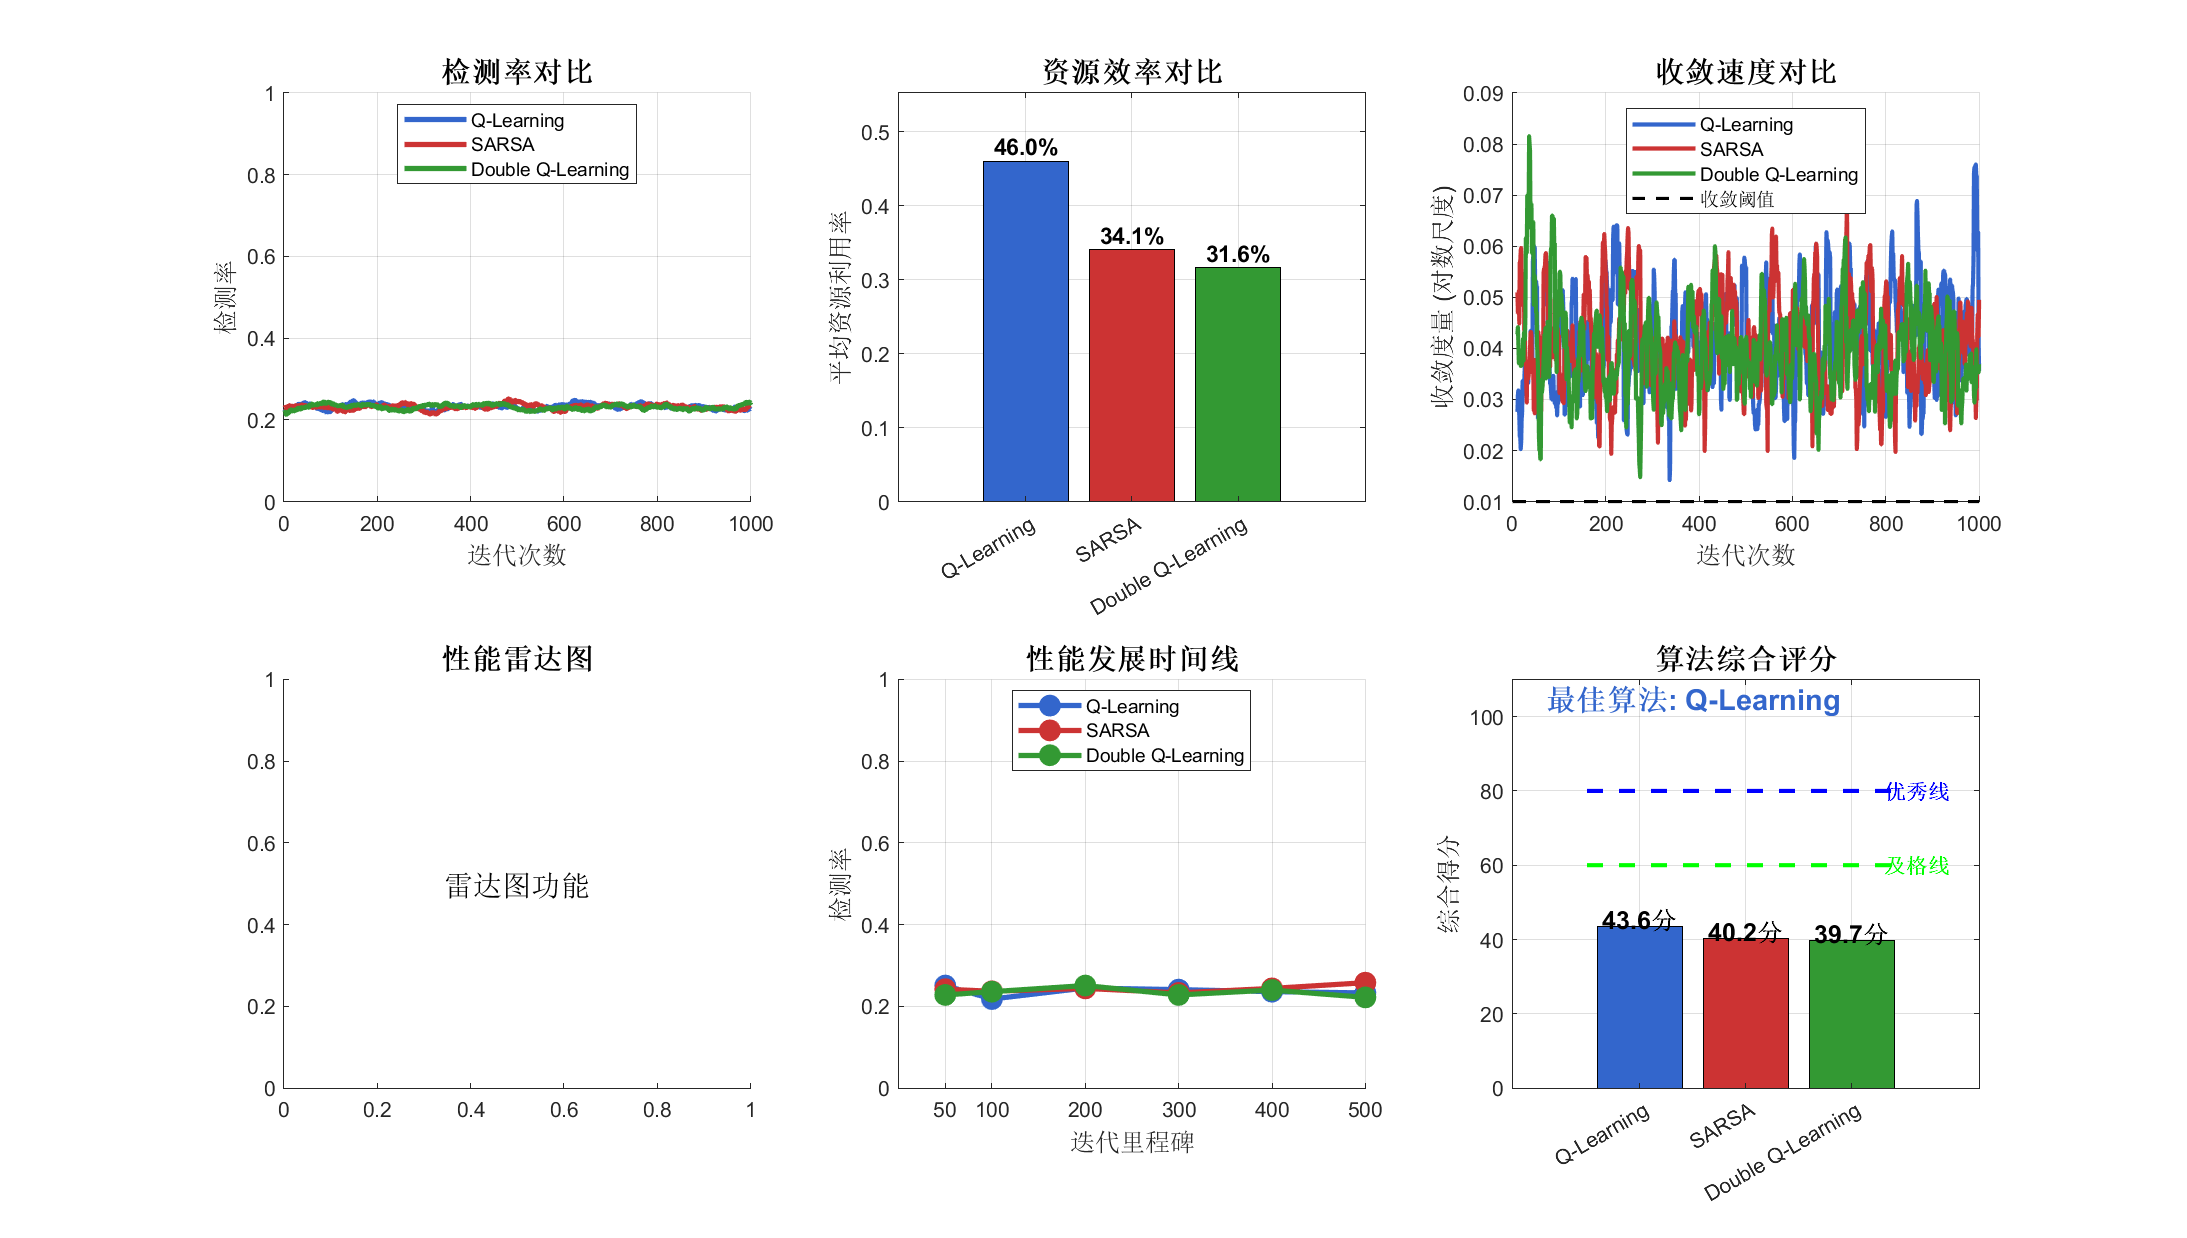 检测率对比
1
0.8
0.6
0.4
0.2
0
检测率
Q-Learning
SARSA
Double Q-Learning
0 200 400 600 800 1000
迭代次数
资源效率对比
0.5
0.4
0.3
0.2
0.1
0
平均资源利用率
46.0%
34.1%
31.6%
Q-Learning
SARSA
Double Q-Learning
收敛速度对比
0.09
0.08
0.07
0.06
0.05
0.04
0.03
0.02
0.01
收敛度量 (对数尺度)
Q-Learning
SARSA
Double Q-Learning
收敛阈值
0 200 400 600 800 1000
迭代次数
性能雷达图
1
0.8
0.6
0.4
0.2
0
雷达图功能
0 0.2 0.4 0.6 0.8 1
性能发展时间线
1
0.8
0.6
0.4
0.2
0
检测率
Q-Learning
SARSA
Double Q-Learning
50 100 200 300 400 500
迭代里程碑
算法综合评分
最佳算法: Q-Learning
100
80
60
40
20
0
综合得分
优秀线
及格线
43.6分
40.2分
39.7分
Q-Learning
SARSA
Double Q-Learning